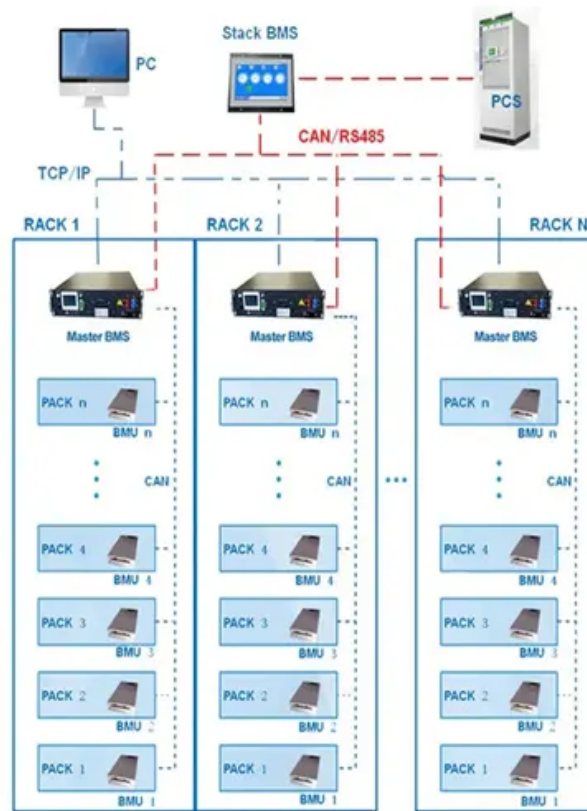 PC
Stack BMS
PCS
CAN/RS485
TCP/IP
RACK 1
RACK 2
RACK N
Master BMS
Master BMS
Master BMS
PACK n
BMU n
PACK n
BMU n
PACK n
BMU n
CAN
CAN
CAN
PACK 4
BMU 4
PACK 4
BMU 4
PACK 4
BMU 4
PACK 3
BMU 3
PACK 3
BMU 3
PACK 3
BMU 3
PACK 2
BMU 2
PACK 2
BMU 2
PACK 2
BMU 2
PACK 1
BMU 1
PACK 1
BMU 1
PACK 1
BMU 1